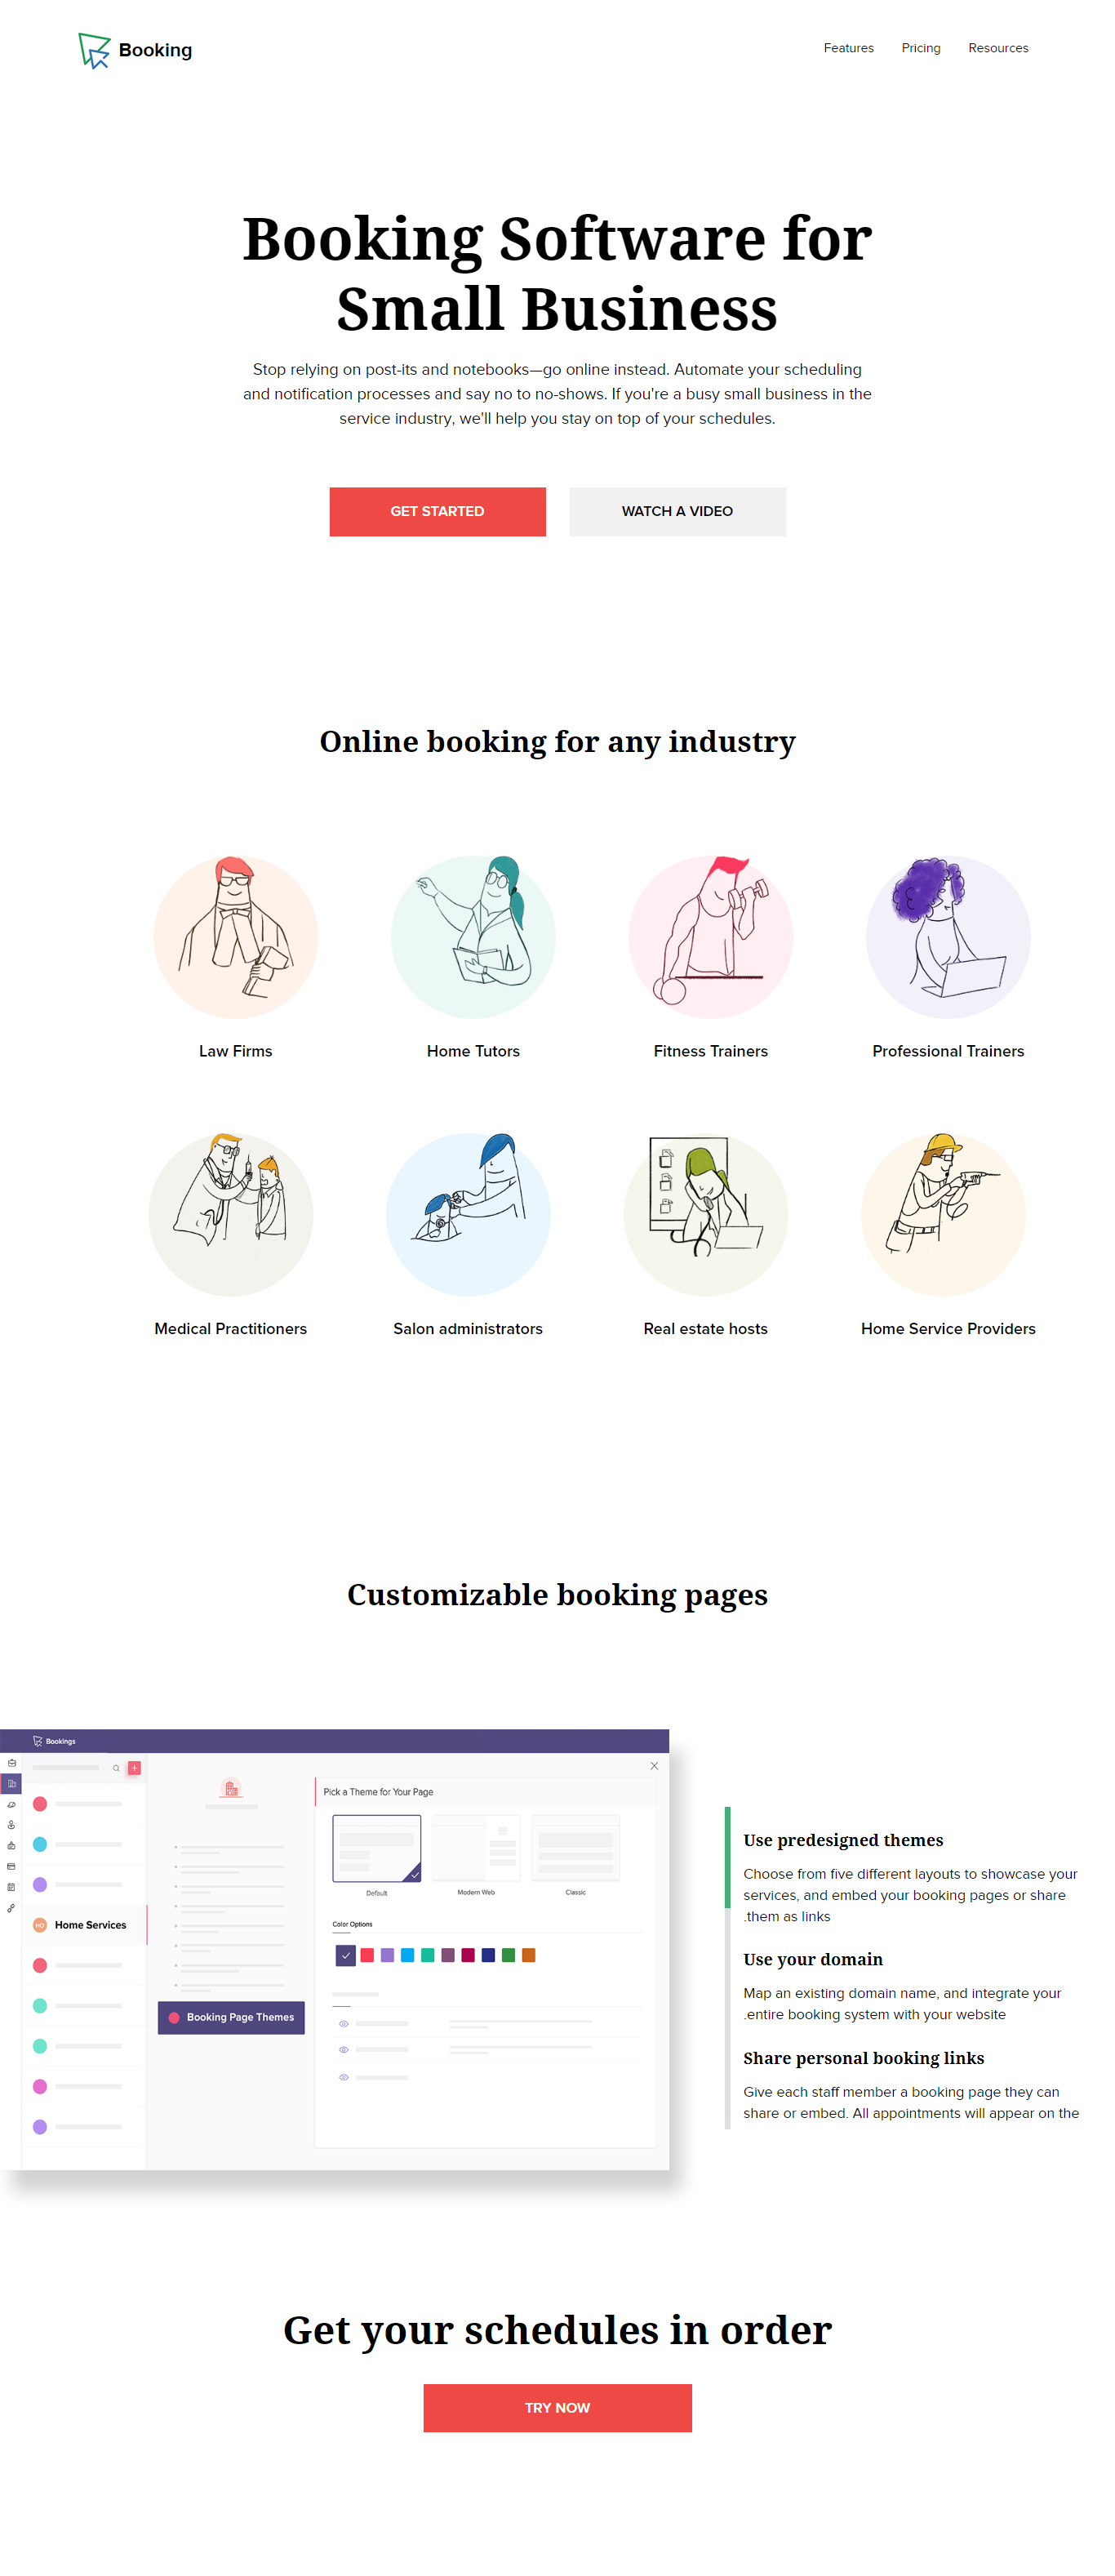 Booking
Features
Pricing
Resources
Booking Software for
Small Business
Stop relying on post-its and notebooks—go online instead. Automate your scheduling
and notification processes and say no to no-shows. If you're a busy small business in the
service industry, we'll help you stay on top of your schedules.
GET STARTED
WATCH A VIDEO
Online booking for any industry
Law Firms
Home Tutors
Fitness Trainers
Professional Trainers
Medical Practitioners
Salon administrators
Real estate hosts
Home Service Providers
Customizable booking pages
Bookings
Pick a Theme for Your Page
Default
Modern Web
Classic
Color Options
HO
Home Services
Booking Page Themes
Use predesigned themes
Choose from five different layouts to showcase your
services, and embed your booking pages or share
.them as links
Use your domain
Map an existing domain name, and integrate your
.entire booking system with your website
Share personal booking links
Give each staff member a booking page they can
share or embed. All appointments will appear on the
Get your schedules in order
TRY NOW